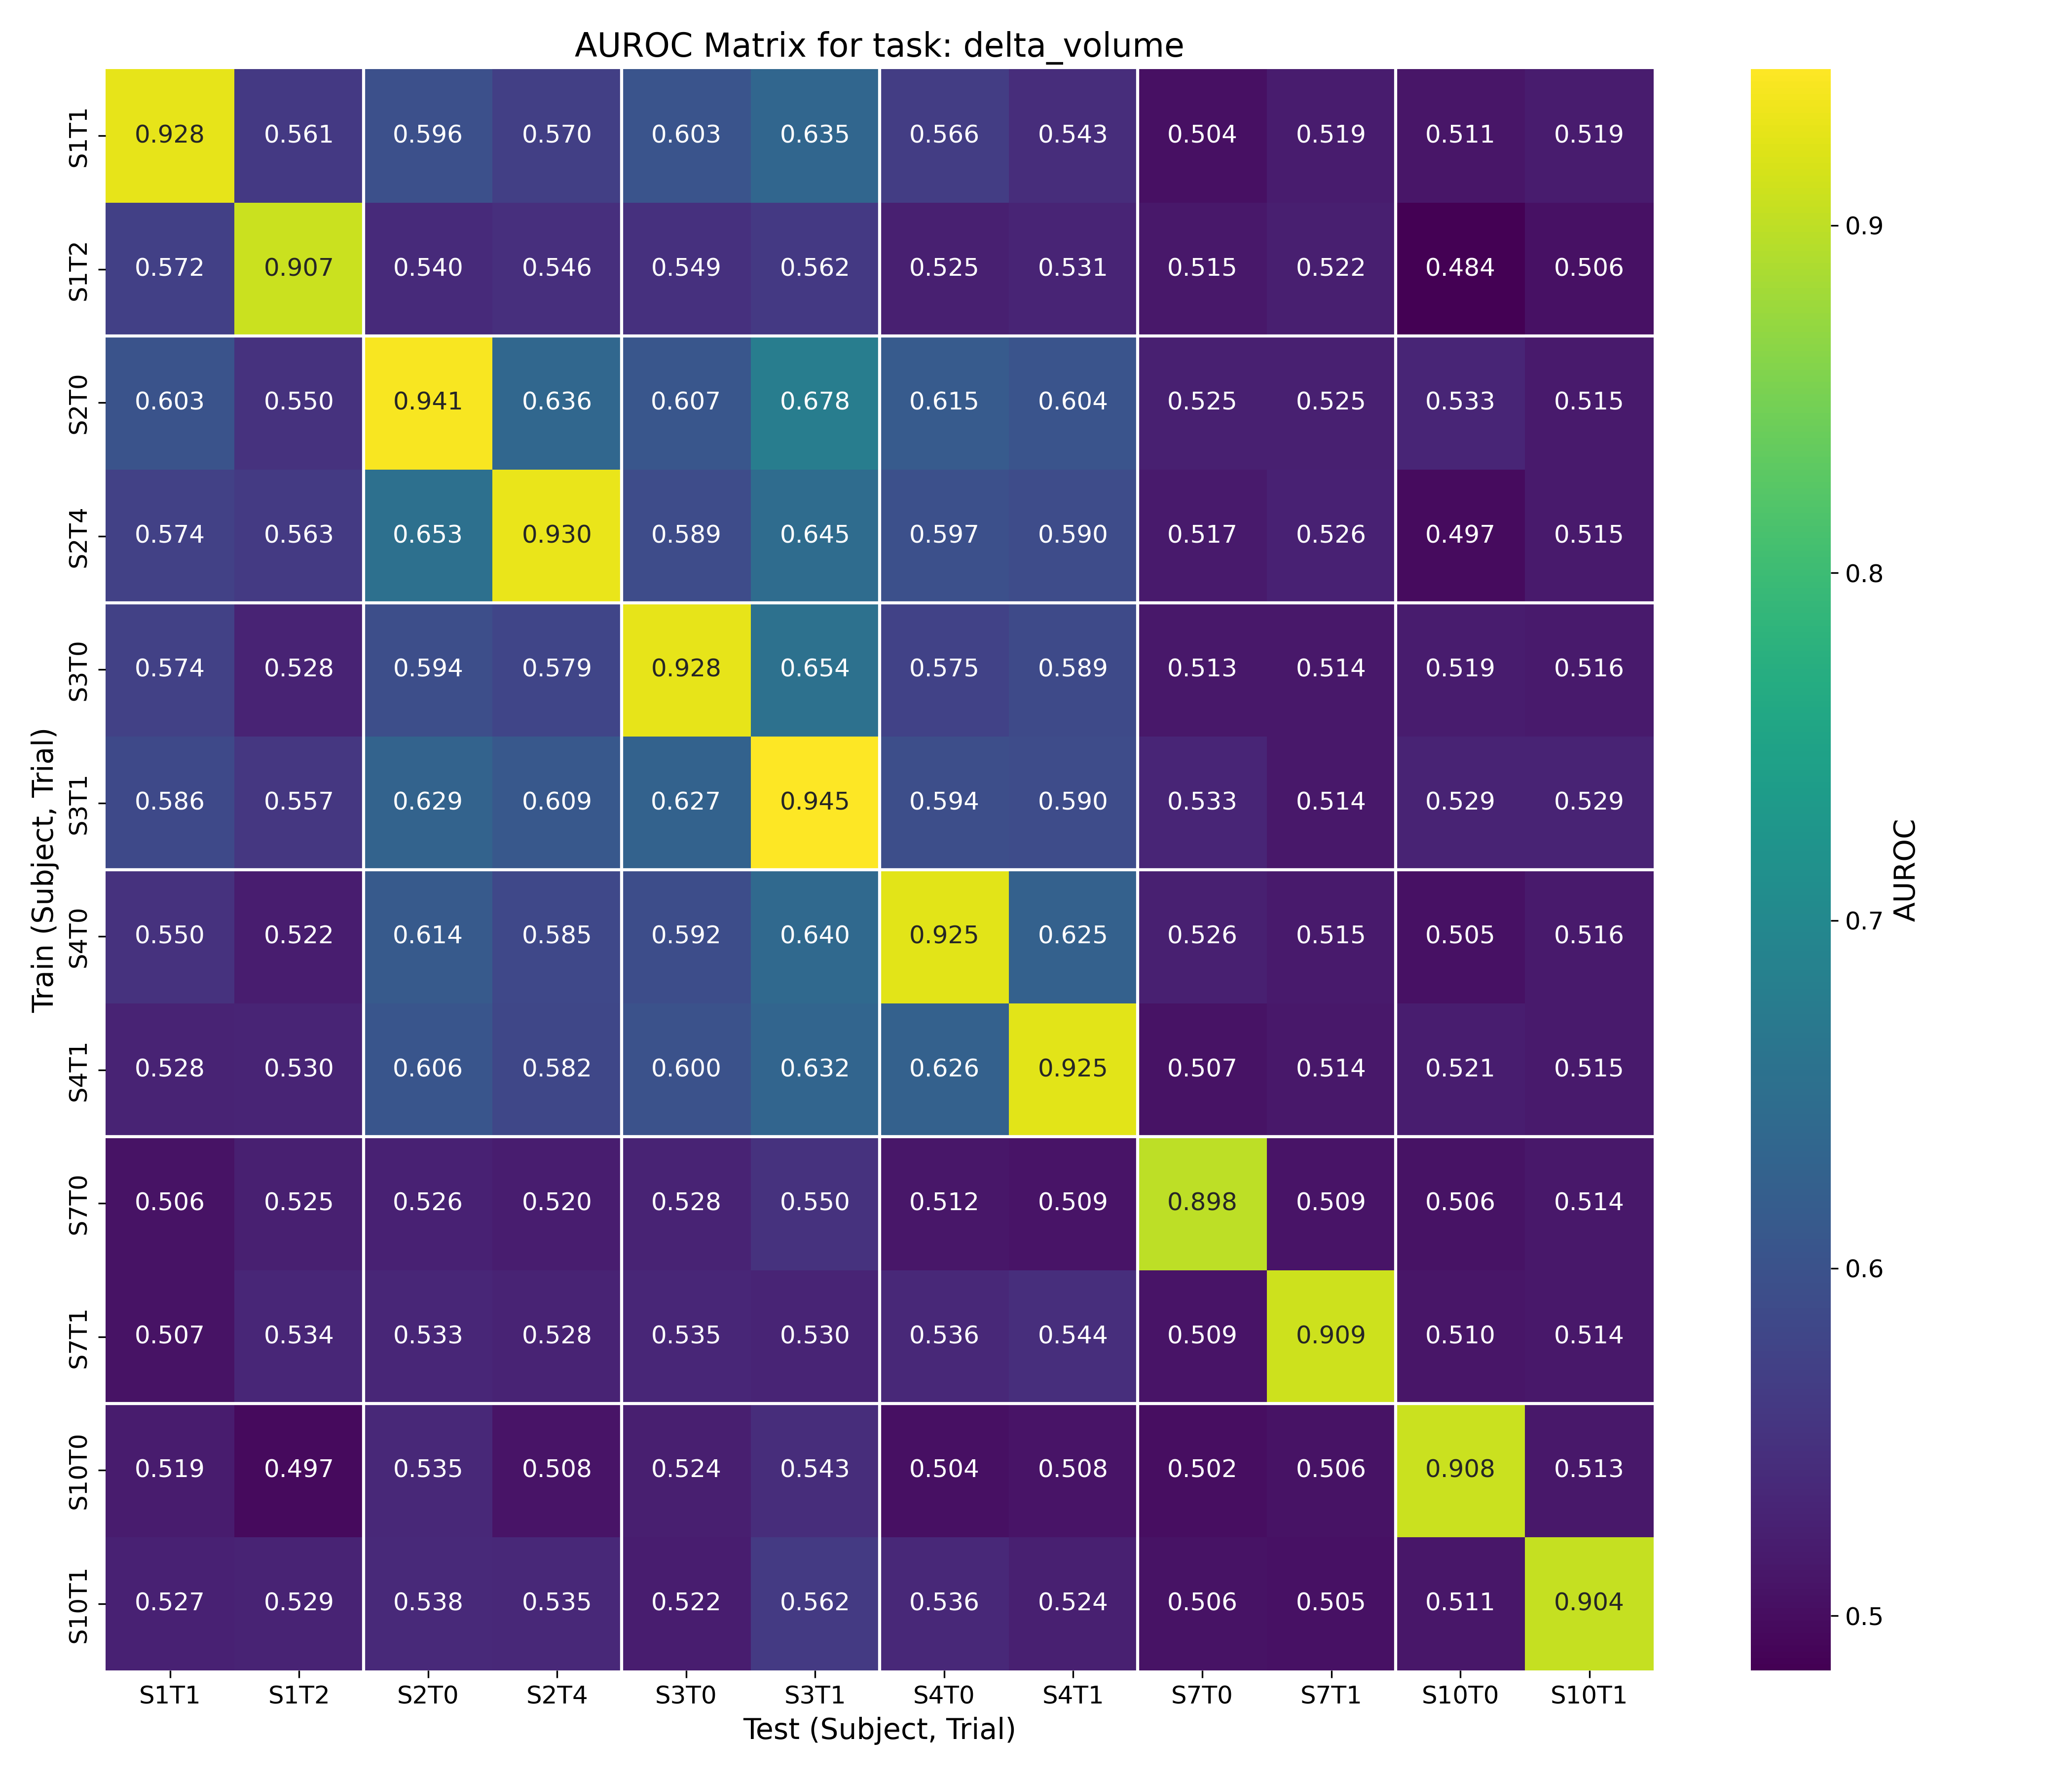 AUROC Matrix for task: delta_volume
Train (Subject, Trial)
S1T1 0.928 0.561 0.596 0.570 0.603 0.635 0.566 0.543 0.504 0.519 0.511 0.519
S1T2 0.572 0.907 0.540 0.546 0.549 0.562 0.525 0.531 0.515 0.522 0.484 0.506
S2T0 0.603 0.550 0.941 0.636 0.607 0.678 0.615 0.604 0.525 0.525 0.533 0.515
S2T4 0.574 0.563 0.653 0.930 0.589 0.645 0.597 0.590 0.517 0.526 0.497 0.515
S3T0 0.574 0.528 0.594 0.579 0.928 0.654 0.575 0.589 0.513 0.514 0.519 0.516
S3T1 0.586 0.557 0.629 0.609 0.627 0.945 0.594 0.590 0.533 0.514 0.529 0.529
S4T0 0.550 0.522 0.614 0.585 0.592 0.640 0.925 0.625 0.526 0.515 0.505 0.516
S4T1 0.528 0.530 0.606 0.582 0.600 0.632 0.626 0.925 0.507 0.514 0.521 0.515
S7T0 0.506 0.525 0.526 0.520 0.528 0.550 0.512 0.509 0.898 0.509 0.506 0.514
S7T1 0.507 0.534 0.533 0.528 0.535 0.530 0.536 0.544 0.509 0.909 0.510 0.514
S10T0 0.519 0.497 0.535 0.508 0.524 0.543 0.504 0.508 0.502 0.506 0.908 0.513
S10T1 0.527 0.529 0.538 0.535 0.522 0.562 0.536 0.524 0.506 0.505 0.511 0.904
S1T1 S1T2 S2T0 S2T4 S3T0 S3T1 S4T0 S4T1 S7T0 S7T1 S10T0 S10T1
Test (Subject, Trial)
0.9
0.8
0.7
0.6
0.5
AUROC